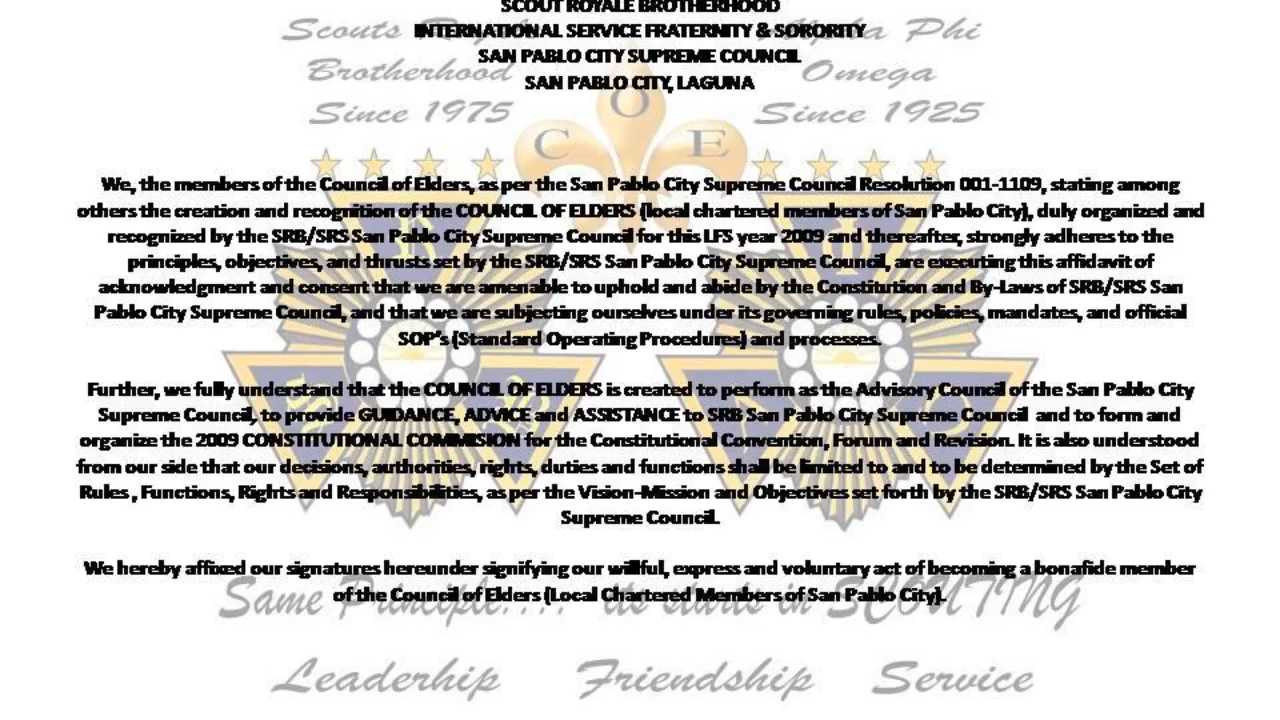 SCOUT ROYALE BROTHERHOOD
Scouts
INTERNATIONAL SERVICE FRATERNITY & SORORITY
Phi
SAN PABLO CITY SUPREME COUNCIL
Brotherhood
Omega
SAN PABLO CITY, LAGUNA
Since 1975
Since 1925
C O E
We, the members of the Council of Elders, as per the San Pablo City Supreme Council Resolution 001-1109, stating among
others the creation and recognition of the COUNCIL OF ELDERS (local chartered members of San Pablo City), duly organized and
recognized by the SRB/SRS San Pablo City Supreme Council for this LFS year 2009 and thereafter, strongly adheres to the
principles, objectives, and thrusts set by the SRB/SRS San Pablo City Supreme Council, are executing this affidavit of
acknowledgment and consent that we are amenable to uphold and abide by the Constitution and By-Laws of SRB/SRS San
Pablo City Supreme Council, and that we are subjecting ourselves under its governing rules, policies, mandates, and official
SOP's (Standard Operating Procedures) and processes.
Further, we fully understand that the COUNCIL OF ELDERS is created to perform as the Advisory Council of the San Pablo City
Supreme Council, to provide GUIDANCE, ADVICE and ASSISTANCE to SRB San Pablo City Supreme Council and to form and
organize the 2009 CONSTITUTIONAL COMMISION for the Constitutional Convention, Forum and Revision. It is also understood
from our side that our decisions, authorities, rights, duties and functions shall be limited to and to be determined by the Set of
Rules , Functions, Rights and Responsibilities, as per the Vision-Mission and Objectives set forth by the SRB/SRS San Pablo City
Supreme Council.
We hereby affixed our signatures hereunder signifying our willful, express and voluntary act of becoming a bonafide member
of the Council of Elders (Local Chartered Members of San Pablo City).
Same Principle.... its starts in SCOUTING
Leaderhip Friendship Service